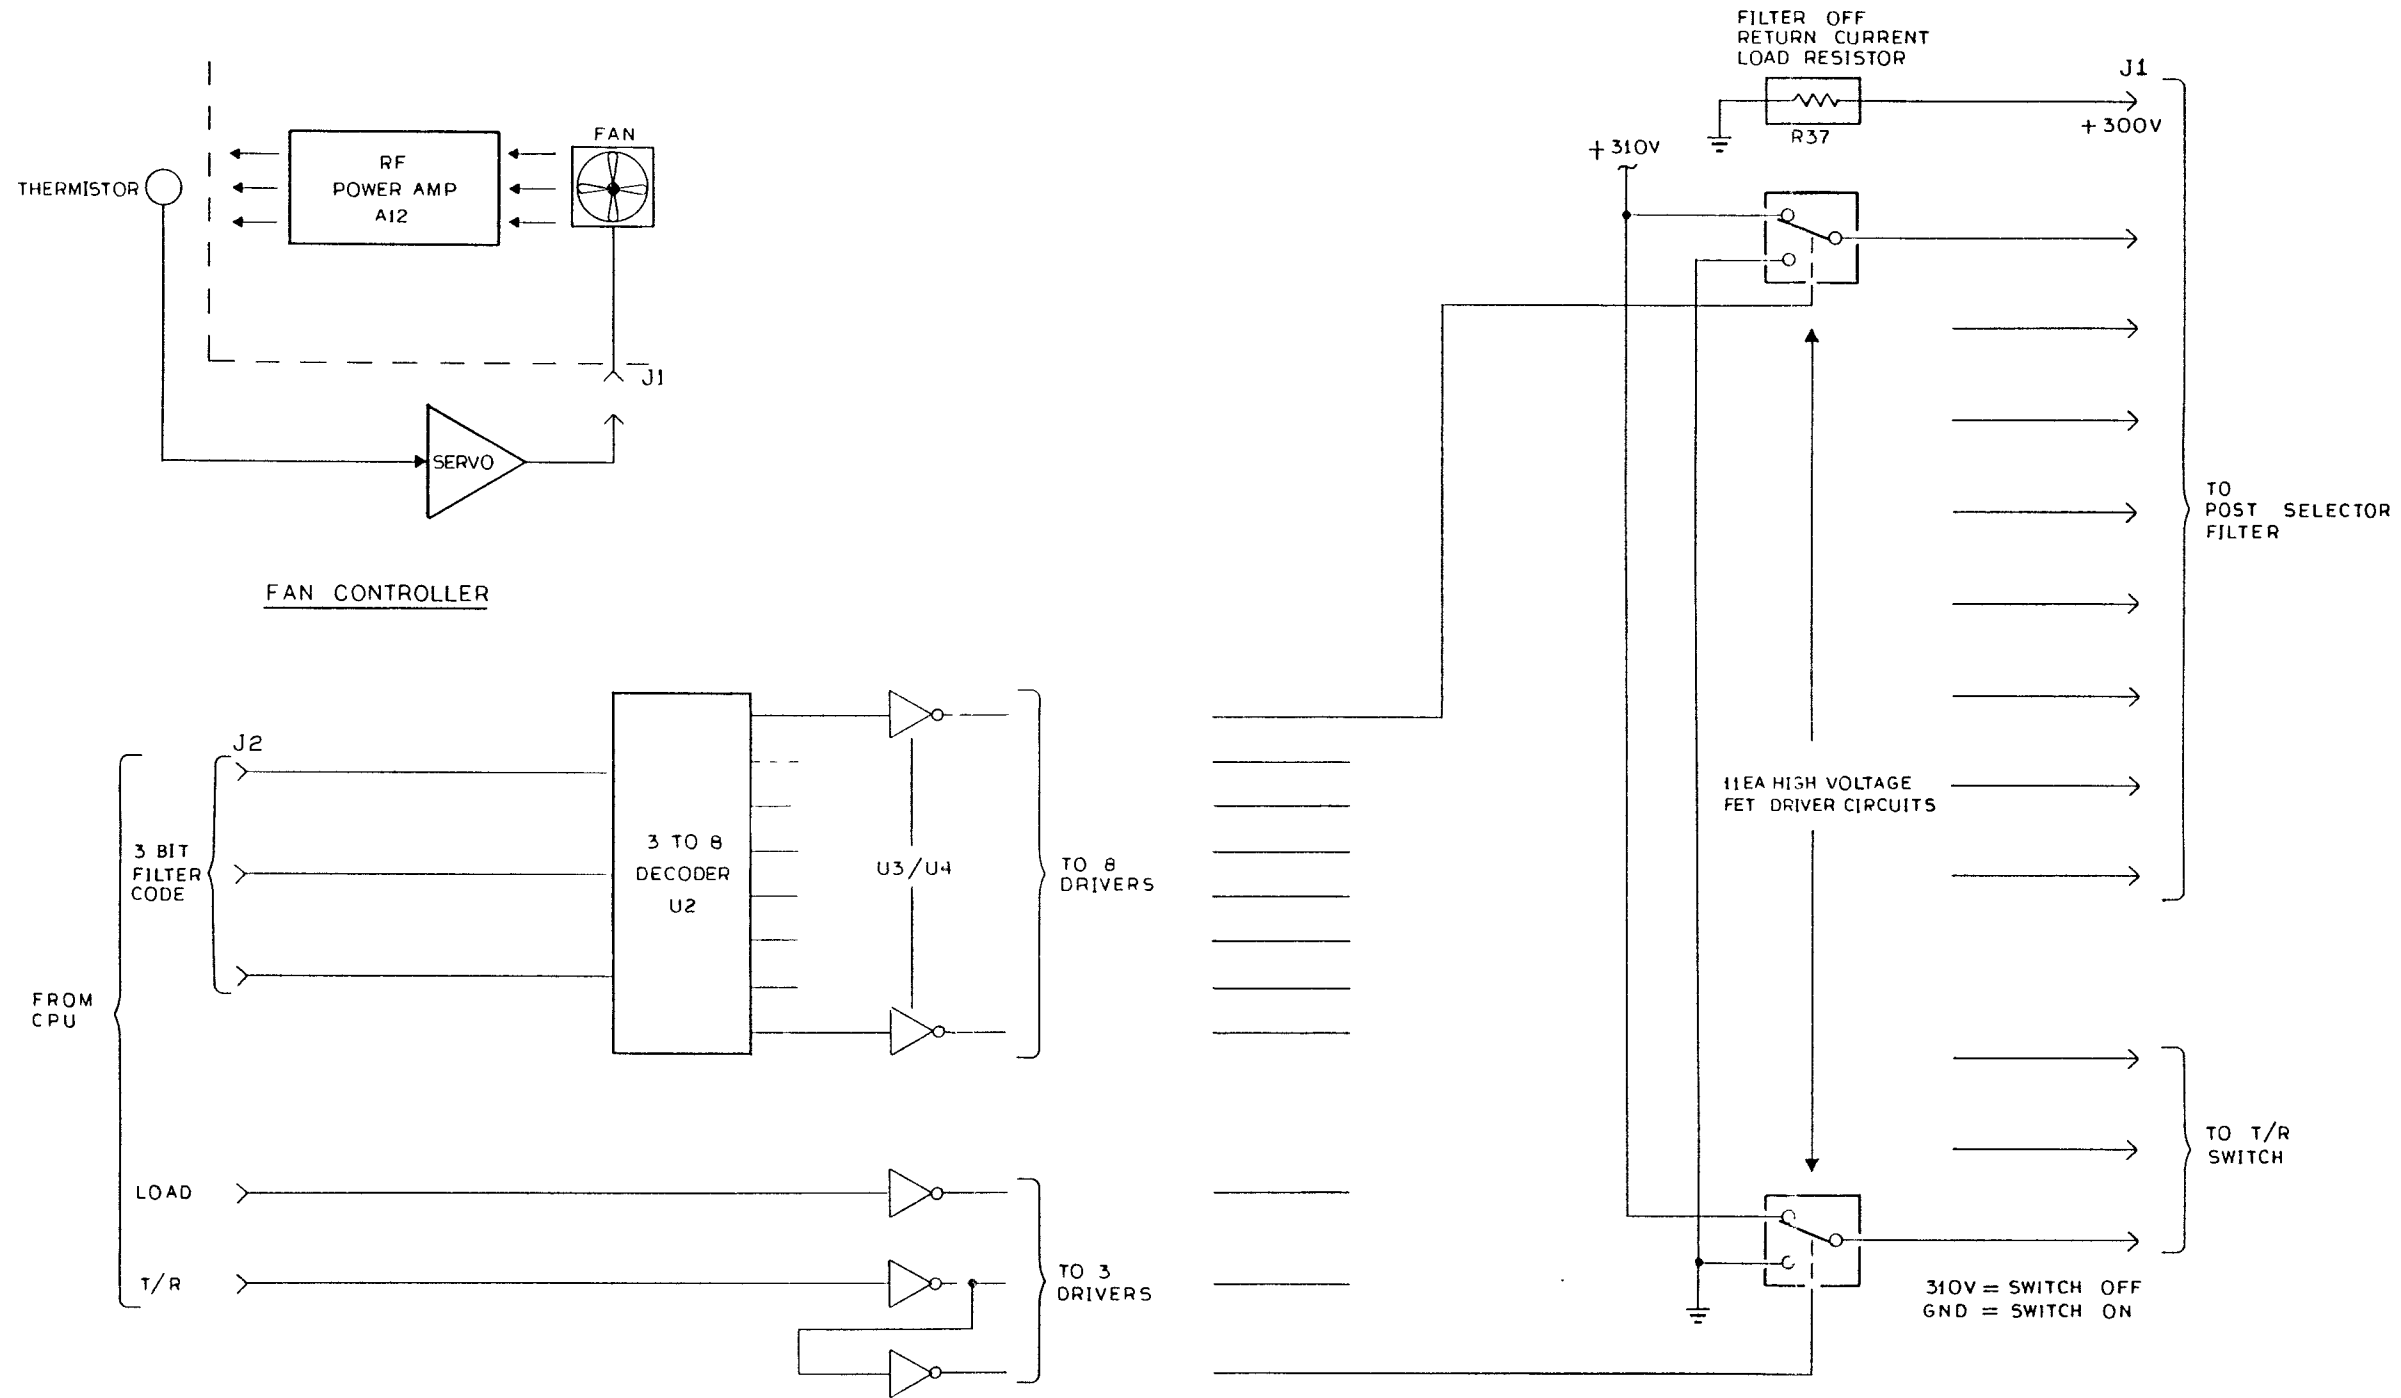 FILTER OFF
RETURN CURRENT
LOAD RESISTOR
J1
+300V
R37
+310V
FAN
RF
POWER AMP
A12
THERMISTOR
J1
SERVO
FAN CONTROLLER
TO
POST SELECTOR
FILTER
J2
3 BIT
FILTER
CODE
3 TO 8
DECODER
U2
U3/U4
TO 8
DRIVERS
11EA HIGH VOLTAGE
FET DRIVER CIRCUITS
FROM
CPU
LOAD
T/R
TO 3
DRIVERS
TO T/R
SWITCH
310V = SWITCH OFF
GND = SWITCH ON